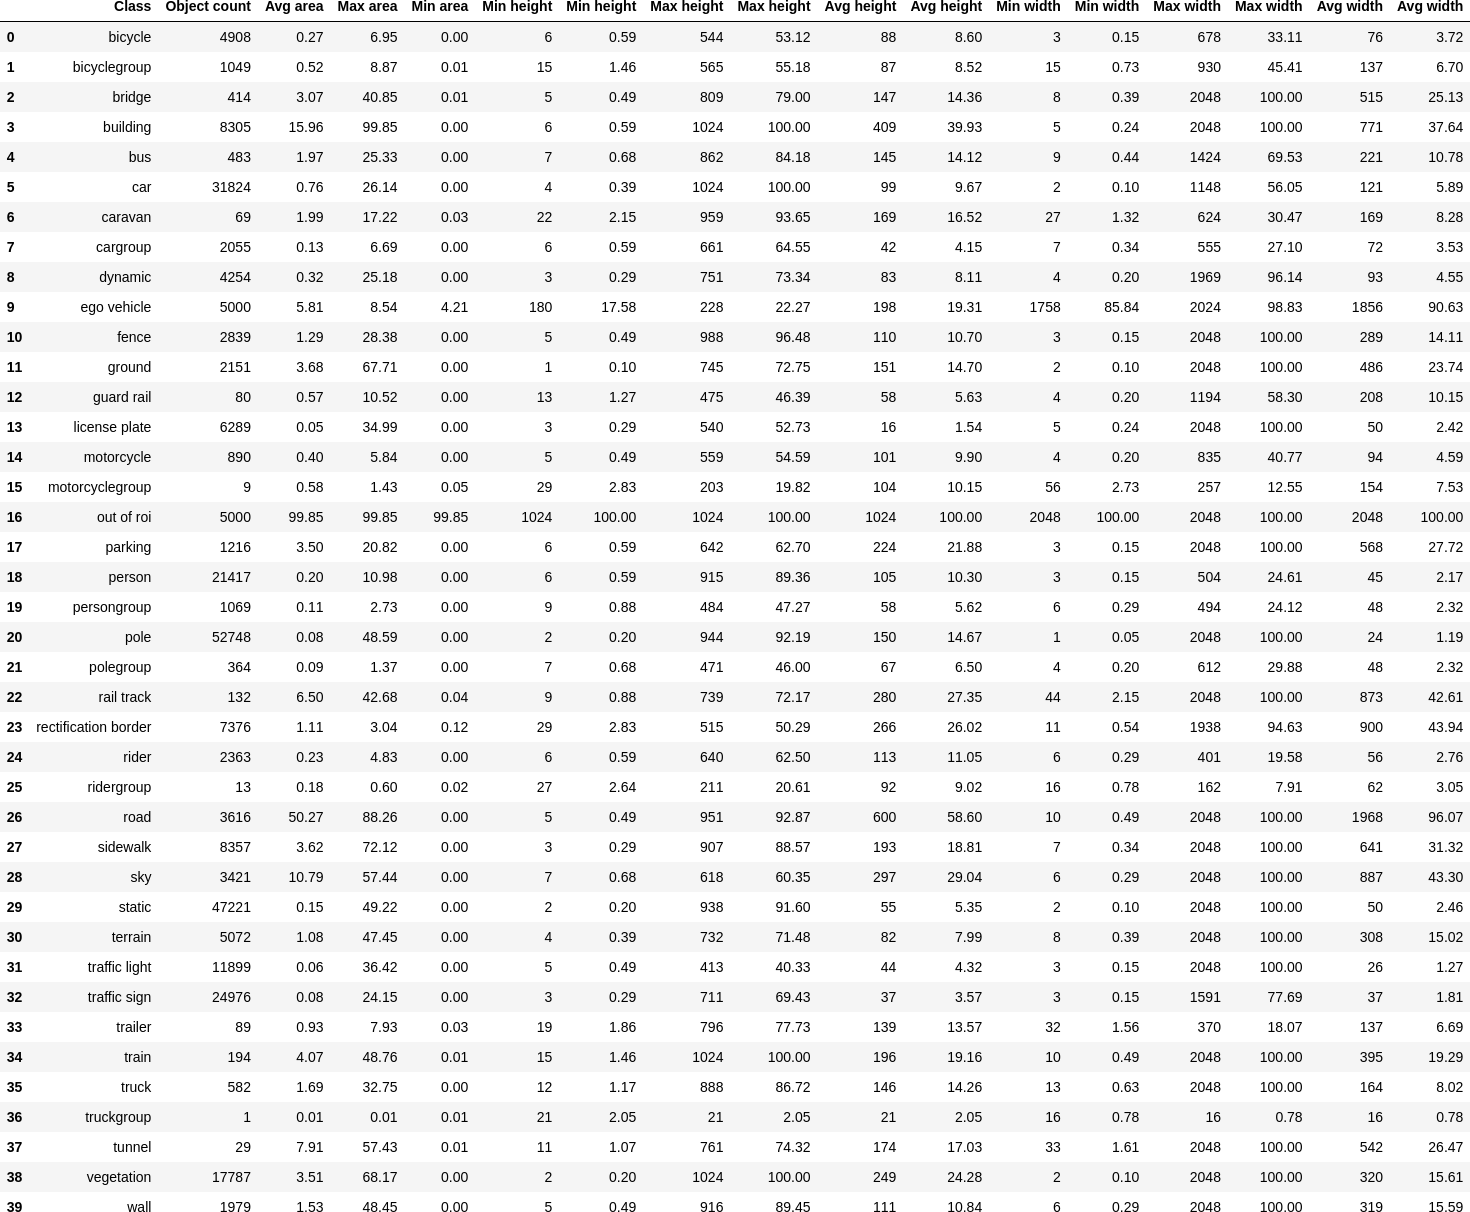 Class Object count Avg area Max area Min area Min height Min height Max height Max height Avg height Avg height Min width Min width Max width Max width Avg width Avg width
0 bicycle 4908 0.27 6.95 0.00 6 0.59 544 53.12 88 8.60 3 0.15 678 33.11 76 3.72
1 bicyclegroup 1049 0.52 8.87 0.01 15 1.46 565 55.18 87 8.52 15 0.73 930 45.41 137 6.70
2 bridge 414 3.07 40.85 0.01 5 0.49 809 79.00 147 14.36 8 0.39 2048 100.00 515 25.13
3 building 8305 15.96 99.85 0.00 6 0.59 1024 100.00 409 39.93 5 0.24 2048 100.00 771 37.64
4 bus 483 1.97 25.33 0.00 7 0.68 862 84.18 145 14.12 9 0.44 1424 69.53 221 10.78
5 car 31824 0.76 26.14 0.00 4 0.39 1024 100.00 99 9.67 2 0.10 1148 56.05 121 5.89
6 caravan 69 1.99 17.22 0.03 22 2.15 959 93.65 169 16.52 27 1.32 624 30.47 169 8.28
7 cargroup 2055 0.13 6.69 0.00 6 0.59 661 64.55 42 4.15 7 0.34 555 27.10 72 3.53
8 dynamic 4254 0.32 25.18 0.00 3 0.29 751 73.34 83 8.11 4 0.20 1969 96.14 93 4.55
9 ego vehicle 5000 5.81 8.54 4.21 180 17.58 228 22.27 198 19.31 1758 85.84 2024 98.83 1856 90.63
10 fence 2839 1.29 28.38 0.00 5 0.49 988 96.48 110 10.70 3 0.15 2048 100.00 289 14.11
11 ground 2151 3.68 67.71 0.00 1 0.10 745 72.75 151 14.70 2 0.10 2048 100.00 486 23.74
12 guard rail 80 0.57 10.52 0.00 13 1.27 475 46.39 58 5.63 4 0.20 1194 58.30 208 10.15
13 license plate 6289 0.05 34.99 0.00 3 0.29 540 52.73 16 1.54 5 0.24 2048 100.00 50 2.42
14 motorcycle 890 0.40 5.84 0.00 5 0.49 559 54.59 101 9.90 4 0.20 835 40.77 94 4.59
15 motorcyclegroup 9 0.58 1.43 0.05 29 2.83 203 19.82 104 10.15 56 2.73 257 12.55 154 7.53
16 out of roi 5000 99.85 99.85 99.85 1024 100.00 1024 100.00 1024 100.00 2048 100.00 2048 100.00 2048 100.00
17 parking 1216 3.50 20.82 0.00 6 0.59 642 62.70 224 21.88 3 0.15 2048 100.00 568 27.72
18 person 21417 0.20 10.98 0.00 6 0.59 915 89.36 105 10.30 3 0.15 504 24.61 45 2.17
19 persongroup 1069 0.11 2.73 0.00 9 0.88 484 47.27 58 5.62 6 0.29 494 24.12 48 2.32
20 pole 52748 0.08 48.59 0.00 2 0.20 944 92.19 150 14.67 1 0.05 2048 100.00 24 1.19
21 polegroup 364 0.09 1.37 0.00 7 0.68 471 46.00 67 6.50 4 0.20 612 29.88 48 2.32
22 rail track 132 6.50 42.68 0.04 9 0.88 739 72.17 280 27.35 44 2.15 2048 100.00 873 42.61
23 rectification border 7376 1.11 3.04 0.12 29 2.83 515 50.29 266 26.02 11 0.54 1938 94.63 900 43.94
24 rider 2363 0.23 4.83 0.00 6 0.59 640 62.50 113 11.05 6 0.29 401 19.58 56 2.76
25 ridergroup 13 0.18 0.60 0.02 27 2.64 211 20.61 92 9.02 16 0.78 162 7.91 62 3.05
26 road 3616 50.27 88.26 0.00 5 0.49 951 92.87 600 58.60 10 0.49 2048 100.00 1968 96.07
27 sidewalk 8357 3.62 72.12 0.00 3 0.29 907 88.57 193 18.81 7 0.34 2048 100.00 641 31.32
28 sky 3421 10.79 57.44 0.00 7 0.68 618 60.35 297 29.04 6 0.29 2048 100.00 887 43.30
29 static 47221 0.15 49.22 0.00 2 0.20 938 91.60 55 5.35 2 0.10 2048 100.00 50 2.46
30 terrain 5072 1.08 47.45 0.00 4 0.39 732 71.48 82 7.99 8 0.39 2048 100.00 308 15.02
31 traffic light 11899 0.06 36.42 0.00 5 0.49 413 40.33 44 4.32 3 0.15 2048 100.00 26 1.27
32 traffic sign 24976 0.08 24.15 0.00 3 0.29 711 69.43 37 3.57 3 0.15 1591 77.69 37 1.81
33 trailer 89 0.93 7.93 0.03 19 1.86 796 77.73 139 13.57 32 1.56 370 18.07 137 6.69
34 train 194 4.07 48.76 0.01 15 1.46 1024 100.00 196 19.16 10 0.49 2048 100.00 395 19.29
35 truck 582 1.69 32.75 0.00 12 1.17 888 86.72 146 14.26 13 0.63 2048 100.00 164 8.02
36 truckgroup 1 0.01 0.01 0.01 21 2.05 21 2.05 21 2.05 16 0.78 16 0.78 16 0.78
37 tunnel 29 7.91 57.43 0.01 11 1.07 761 74.32 174 17.03 33 1.61 2048 100.00 542 26.47
38 vegetation 17787 3.51 68.17 0.00 2 0.20 1024 100.00 249 24.28 2 0.10 2048 100.00 320 15.61
39 wall 1979 1.53 48.45 0.00 5 0.49 916 89.45 111 10.84 6 0.29 2048 100.00 319 15.59